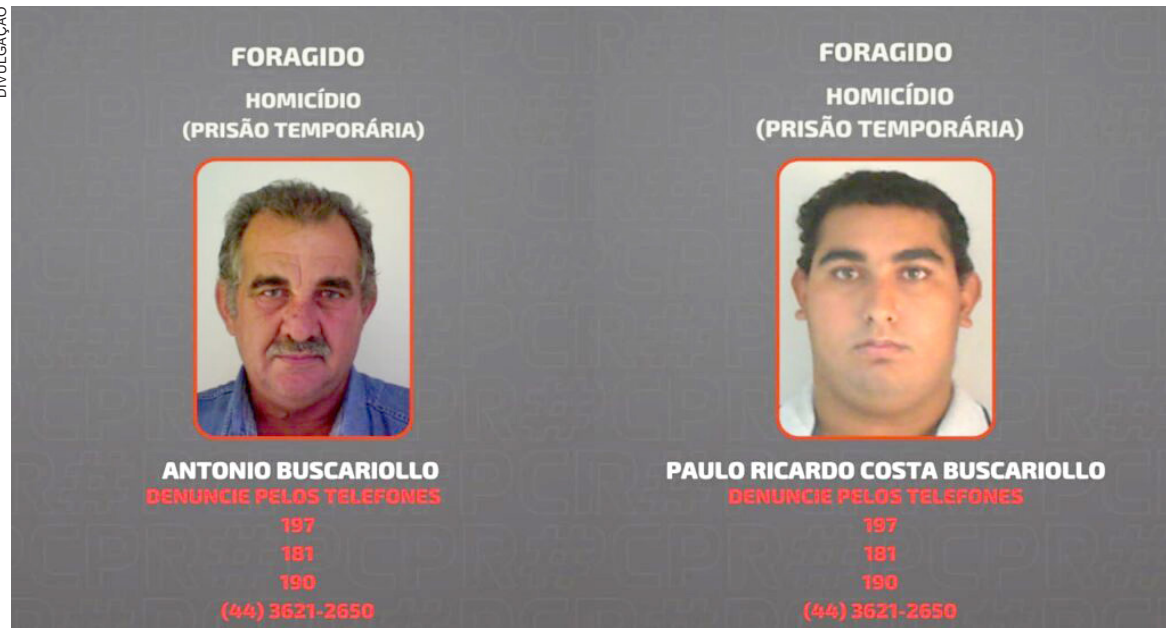 DIVULGAÇÃO
FORAGIDO
HOMICÍDIO
(PRISÃO TEMPORÁRIA)
ANTONIO BUSCARIOLLO
DENUNCIE PELOS TELEFONES
197
181
190
(44) 3621-2650
FORAGIDO
HOMICÍDIO
(PRISÃO TEMPORÁRIA)
PAULO RICARDO COSTA BUSCARIOLLO
DENUNCIE PELOS TELEFONES
197
181
190
(44) 3621-2650